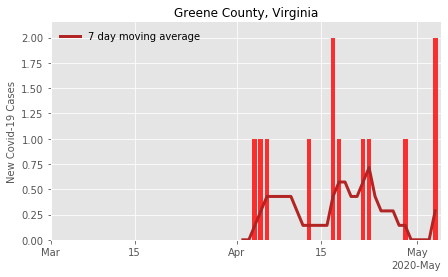 Greene County, Virginia
7 day moving average
New Covid-19 Cases
2.00
1.75
1.50
1.25
1.00
0.75
0.50
0.25
0.00
Mar
15
Apr
15
May
2020-May